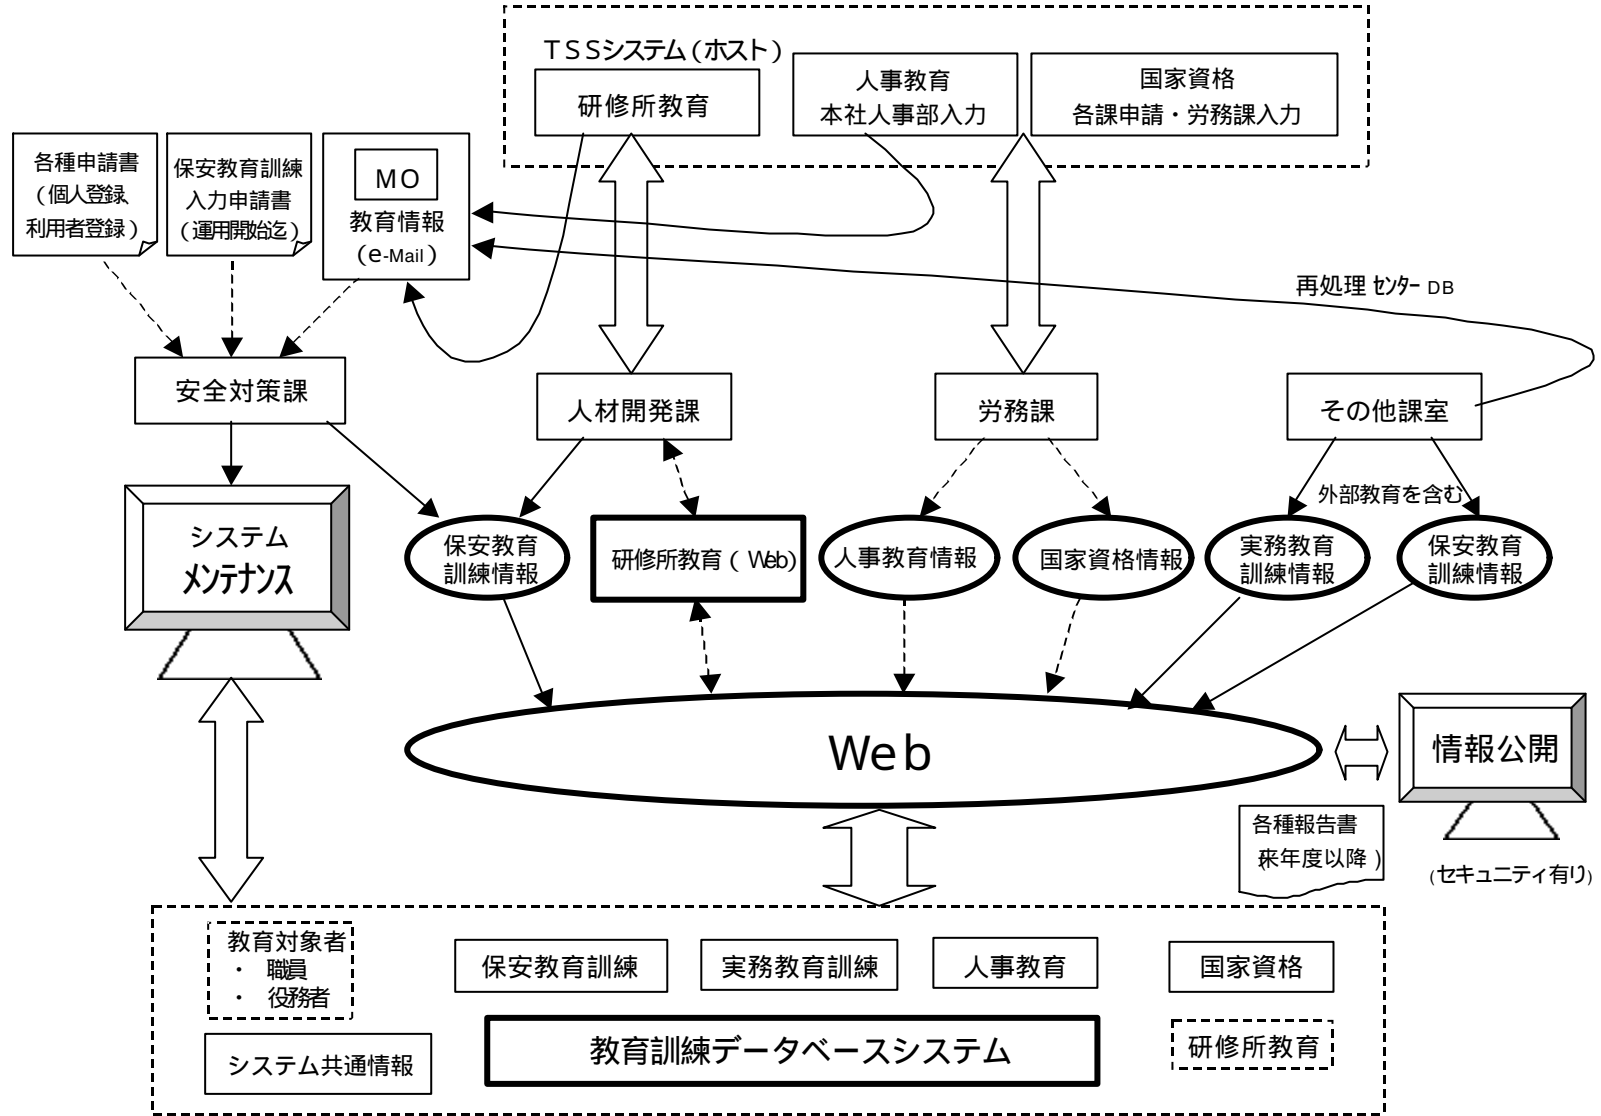 TSSシステム(ホスト)
研修所教育
人事教育
本社人事部入力
国家資格
各課申請・労務課入力
各種申請書
(個人登録、
利用者登録)
保安教育訓練
入力申請書
(運用開始迄)
MO
教育情報
(e-Mail)
再処理センターDB
安全対策課
人材開発課
労務課
その他課室
外部教育を含む
システム
メンテナンス
保安教育
訓練情報
研修所教育(Web)
人事教育情報
国家資格情報
実務教育
訓練情報
保安教育
訓練情報
Web
情報公開
(セキュニティ有り)
各種報告書
(来年度以降)
教育対象者
・ 職員
・ 役務者
保安教育訓練
実務教育訓練
人事教育
国家資格
システム共通情報
教育訓練データベースシステム
研修所教育